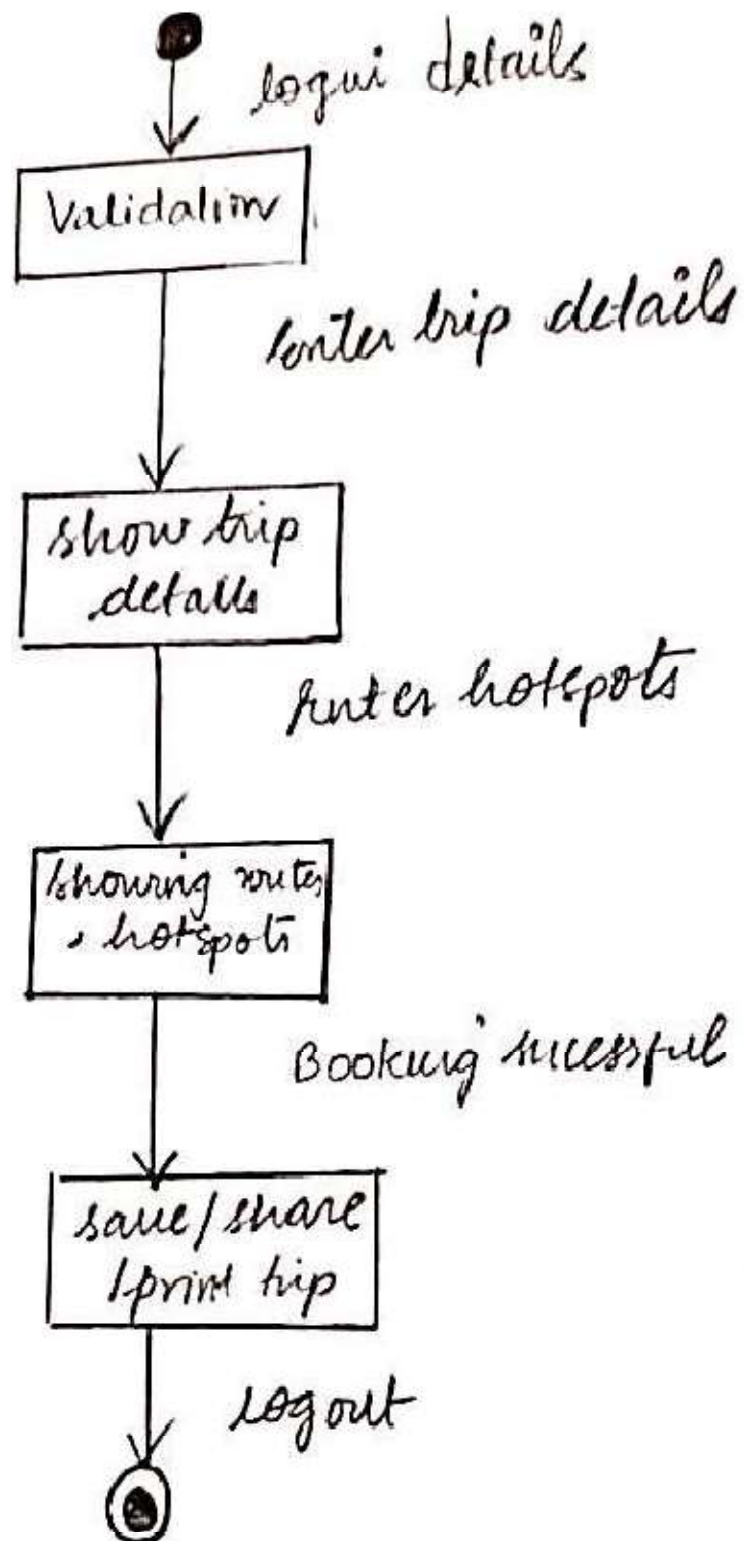 login details
Validation
Enter trip details
show trip
details
Enter hotspots
showing routes
, hotspots
Booking sucessful
save/share
/print trip
Logout